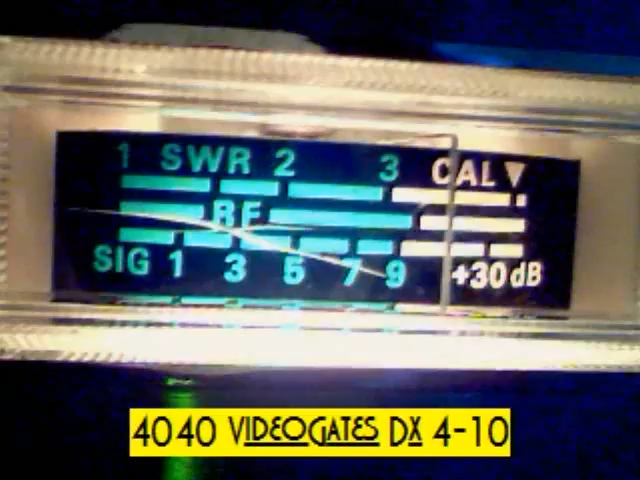 1 SWR 2 3 CAL▼
RF
SIG 1 3 5 7 9 +30dB
4040 VIDEOGATES DX 4-10